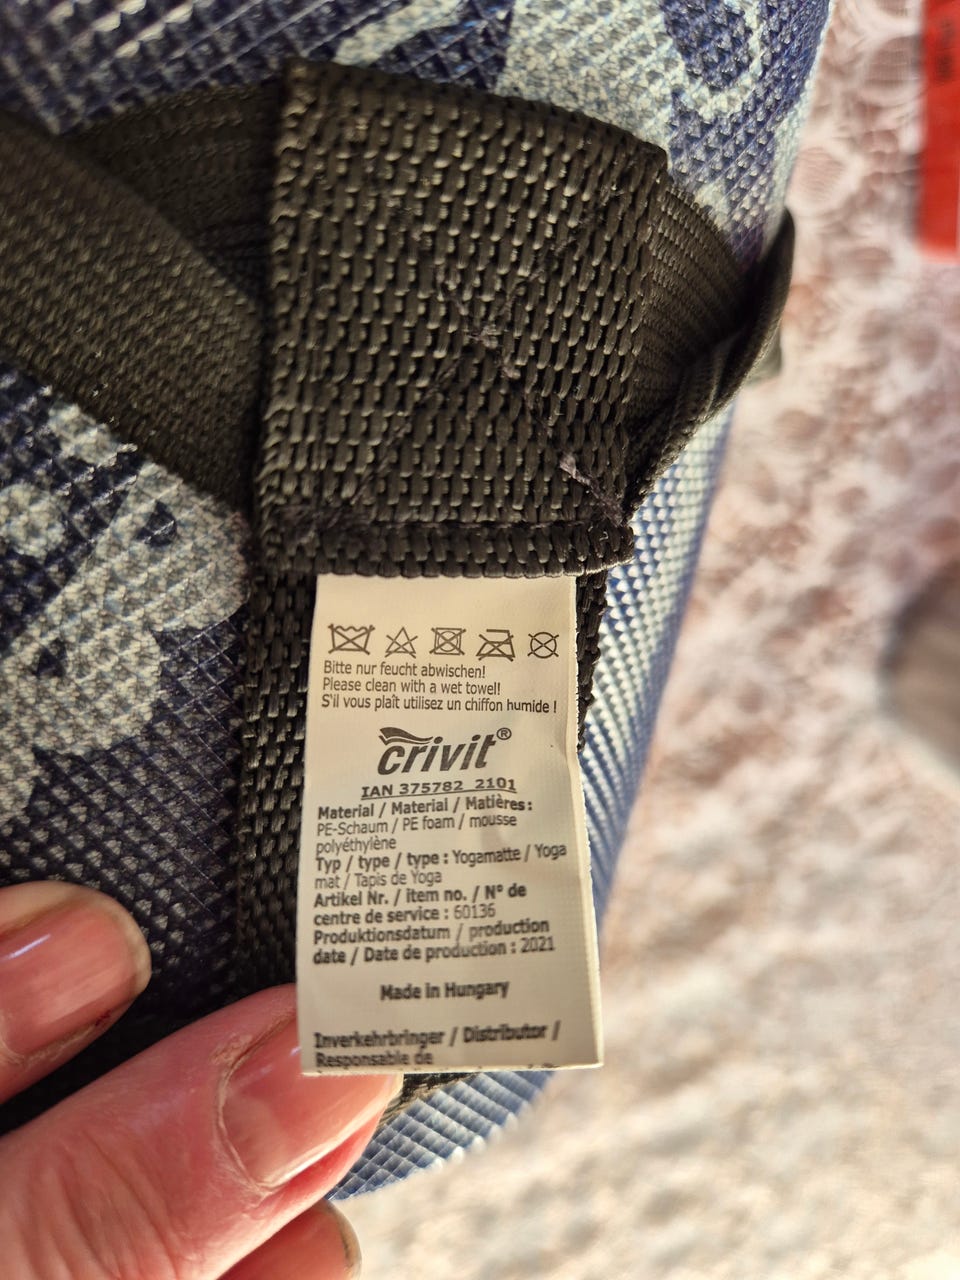 Bitte nur feucht abwischen!
Please clean with a wet towel!
S'il vous plaît utilisez un chiffon humide !
crivit®
IAN 375782_2101
Material / Material / Matières:
PE-Schaum / PE foam / mousse
polyéthylène
Typ / type / type : Yogamatte / Yoga
mat / Tapis de Yoga
Artikel Nr. / item no. / N° de
centre de service : 60136
Produktionsdatum / production
date / Date de production : 2021
Made in Hungary
Inverkehrbringer / Distributor /
Responsable de